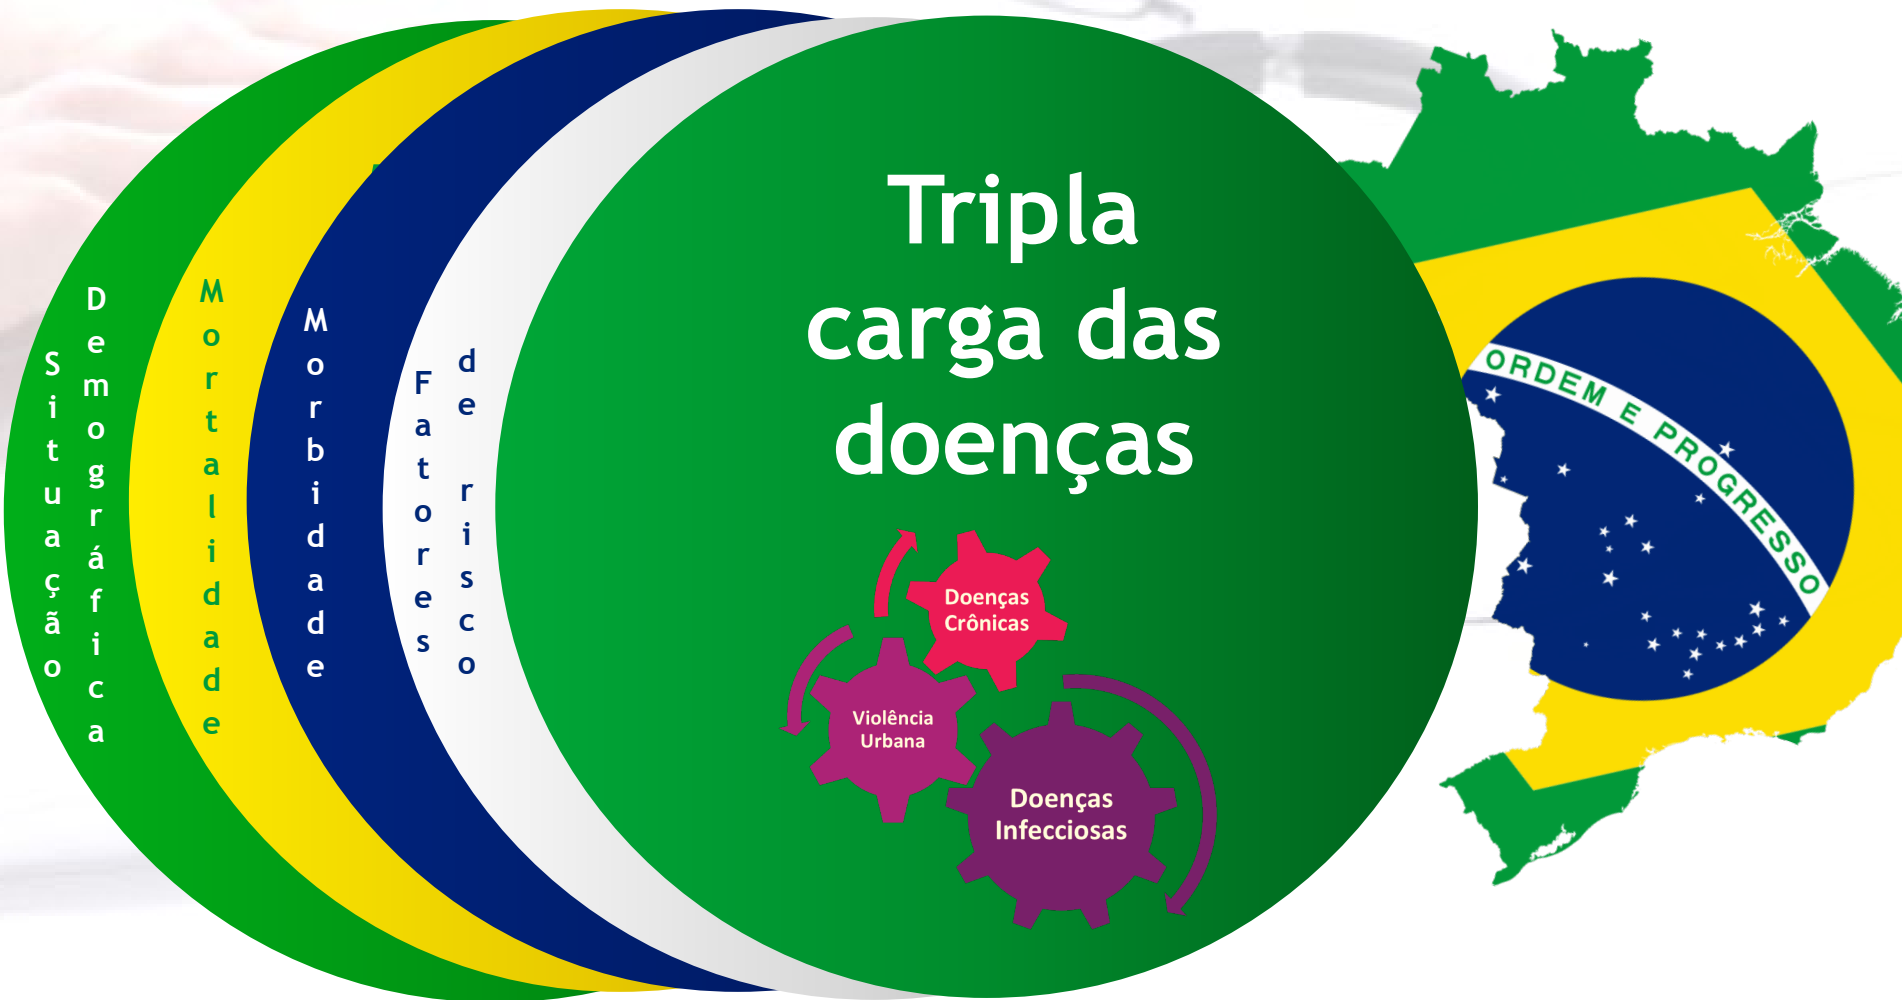 Situação
Demográfica
Mortalidade
Morbidade
Fatores
de risco
Tripla
carga das
doenças
Doenças
Crônicas
Violência
Urbana
Doenças
Infecciosas
ORDEM E PROGRESSO